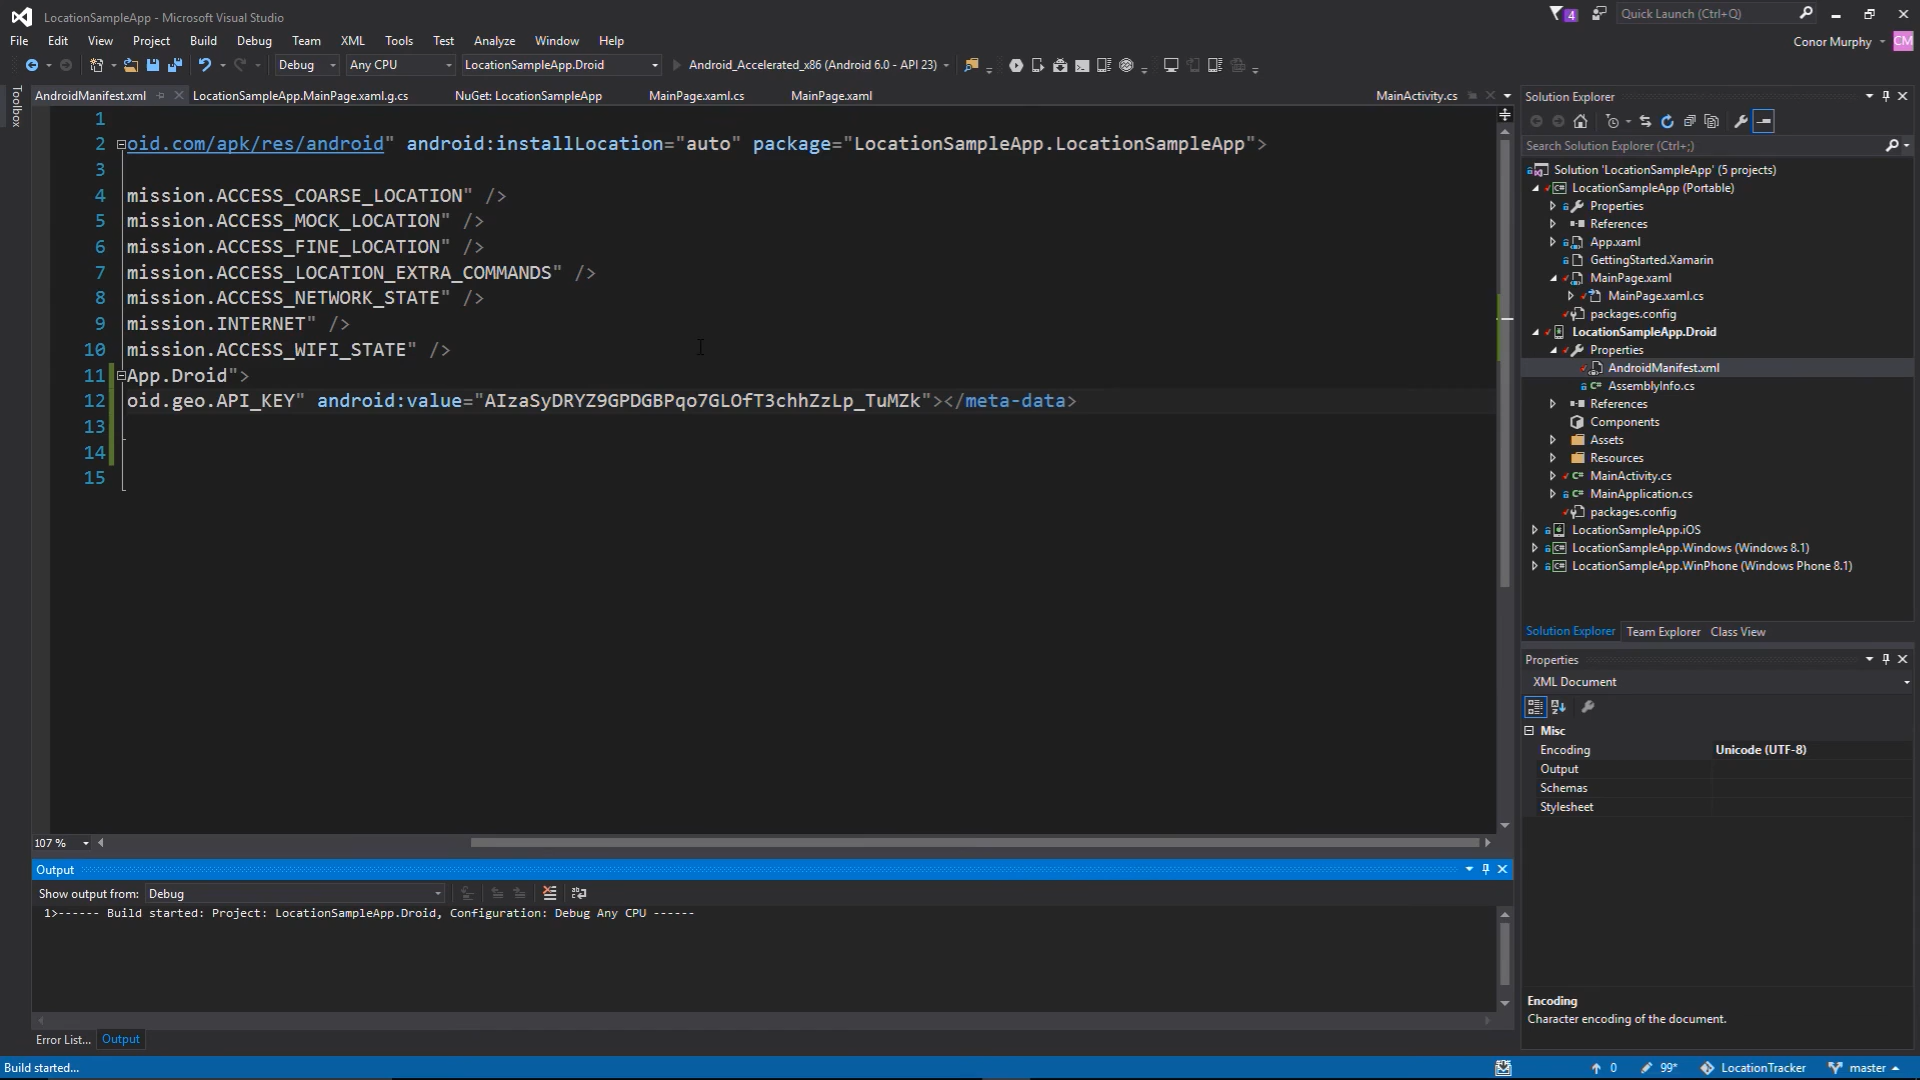 LocationSampleApp - Microsoft Visual Studio
4
Quick Launch (Ctrl+Q)
File Edit View Project Build Debug Team XML Tools Test Analyze Window Help
Conor Murphy CM
Debug Any CPU LocationSampleApp.Droid Android_Accelerated_x86 (Android 6.0 - API 23)
Toolbox
AndroidManifest.xml LocationSampleApp.MainPage.xaml.g.cs NuGet: LocationSampleApp MainPage.xaml.cs MainPage.xaml MainActivity.cs
1
2 oid.com/apk/res/android" android:installLocation="auto" package="LocationSampleApp.LocationSampleApp">
3
4 mission.ACCESS_COARSE_LOCATION" />
5 mission.ACCESS_MOCK_LOCATION" />
6 mission.ACCESS_FINE_LOCATION" />
7 mission.ACCESS_LOCATION_EXTRA_COMMANDS" />
8 mission.ACCESS_NETWORK_STATE" />
9 mission.INTERNET" />
10 mission.ACCESS_WIFI_STATE" />
11 App.Droid">
12 oid.geo.API_KEY" android:value="AIzaSyDRYZ9GPDGBPqo7GLOfT3chhZzLp_TuMZk"></meta-data>
13
14
15
107 %
Output
Show output from: Debug
1>------ Build started: Project: LocationSampleApp.Droid, Configuration: Debug Any CPU ------
Error List... Output
Solution Explorer
Search Solution Explorer (Ctrl+;)
Solution 'LocationSampleApp' (5 projects)
LocationSampleApp (Portable)
Properties
References
App.xaml
GettingStarted.Xamarin
MainPage.xaml
MainPage.xaml.cs
packages.config
LocationSampleApp.Droid
Properties
AndroidManifest.xml
AssemblyInfo.cs
References
Components
Assets
Resources
MainActivity.cs
MainApplication.cs
packages.config
LocationSampleApp.iOS
LocationSampleApp.Windows (Windows 8.1)
LocationSampleApp.WinPhone (Windows Phone 8.1)
Solution Explorer Team Explorer Class View
Properties
XML Document
Misc
Encoding Unicode (UTF-8)
Output
Schemas
Stylesheet
Encoding
Character encoding of the document.
Build started... 0 99* LocationTracker master